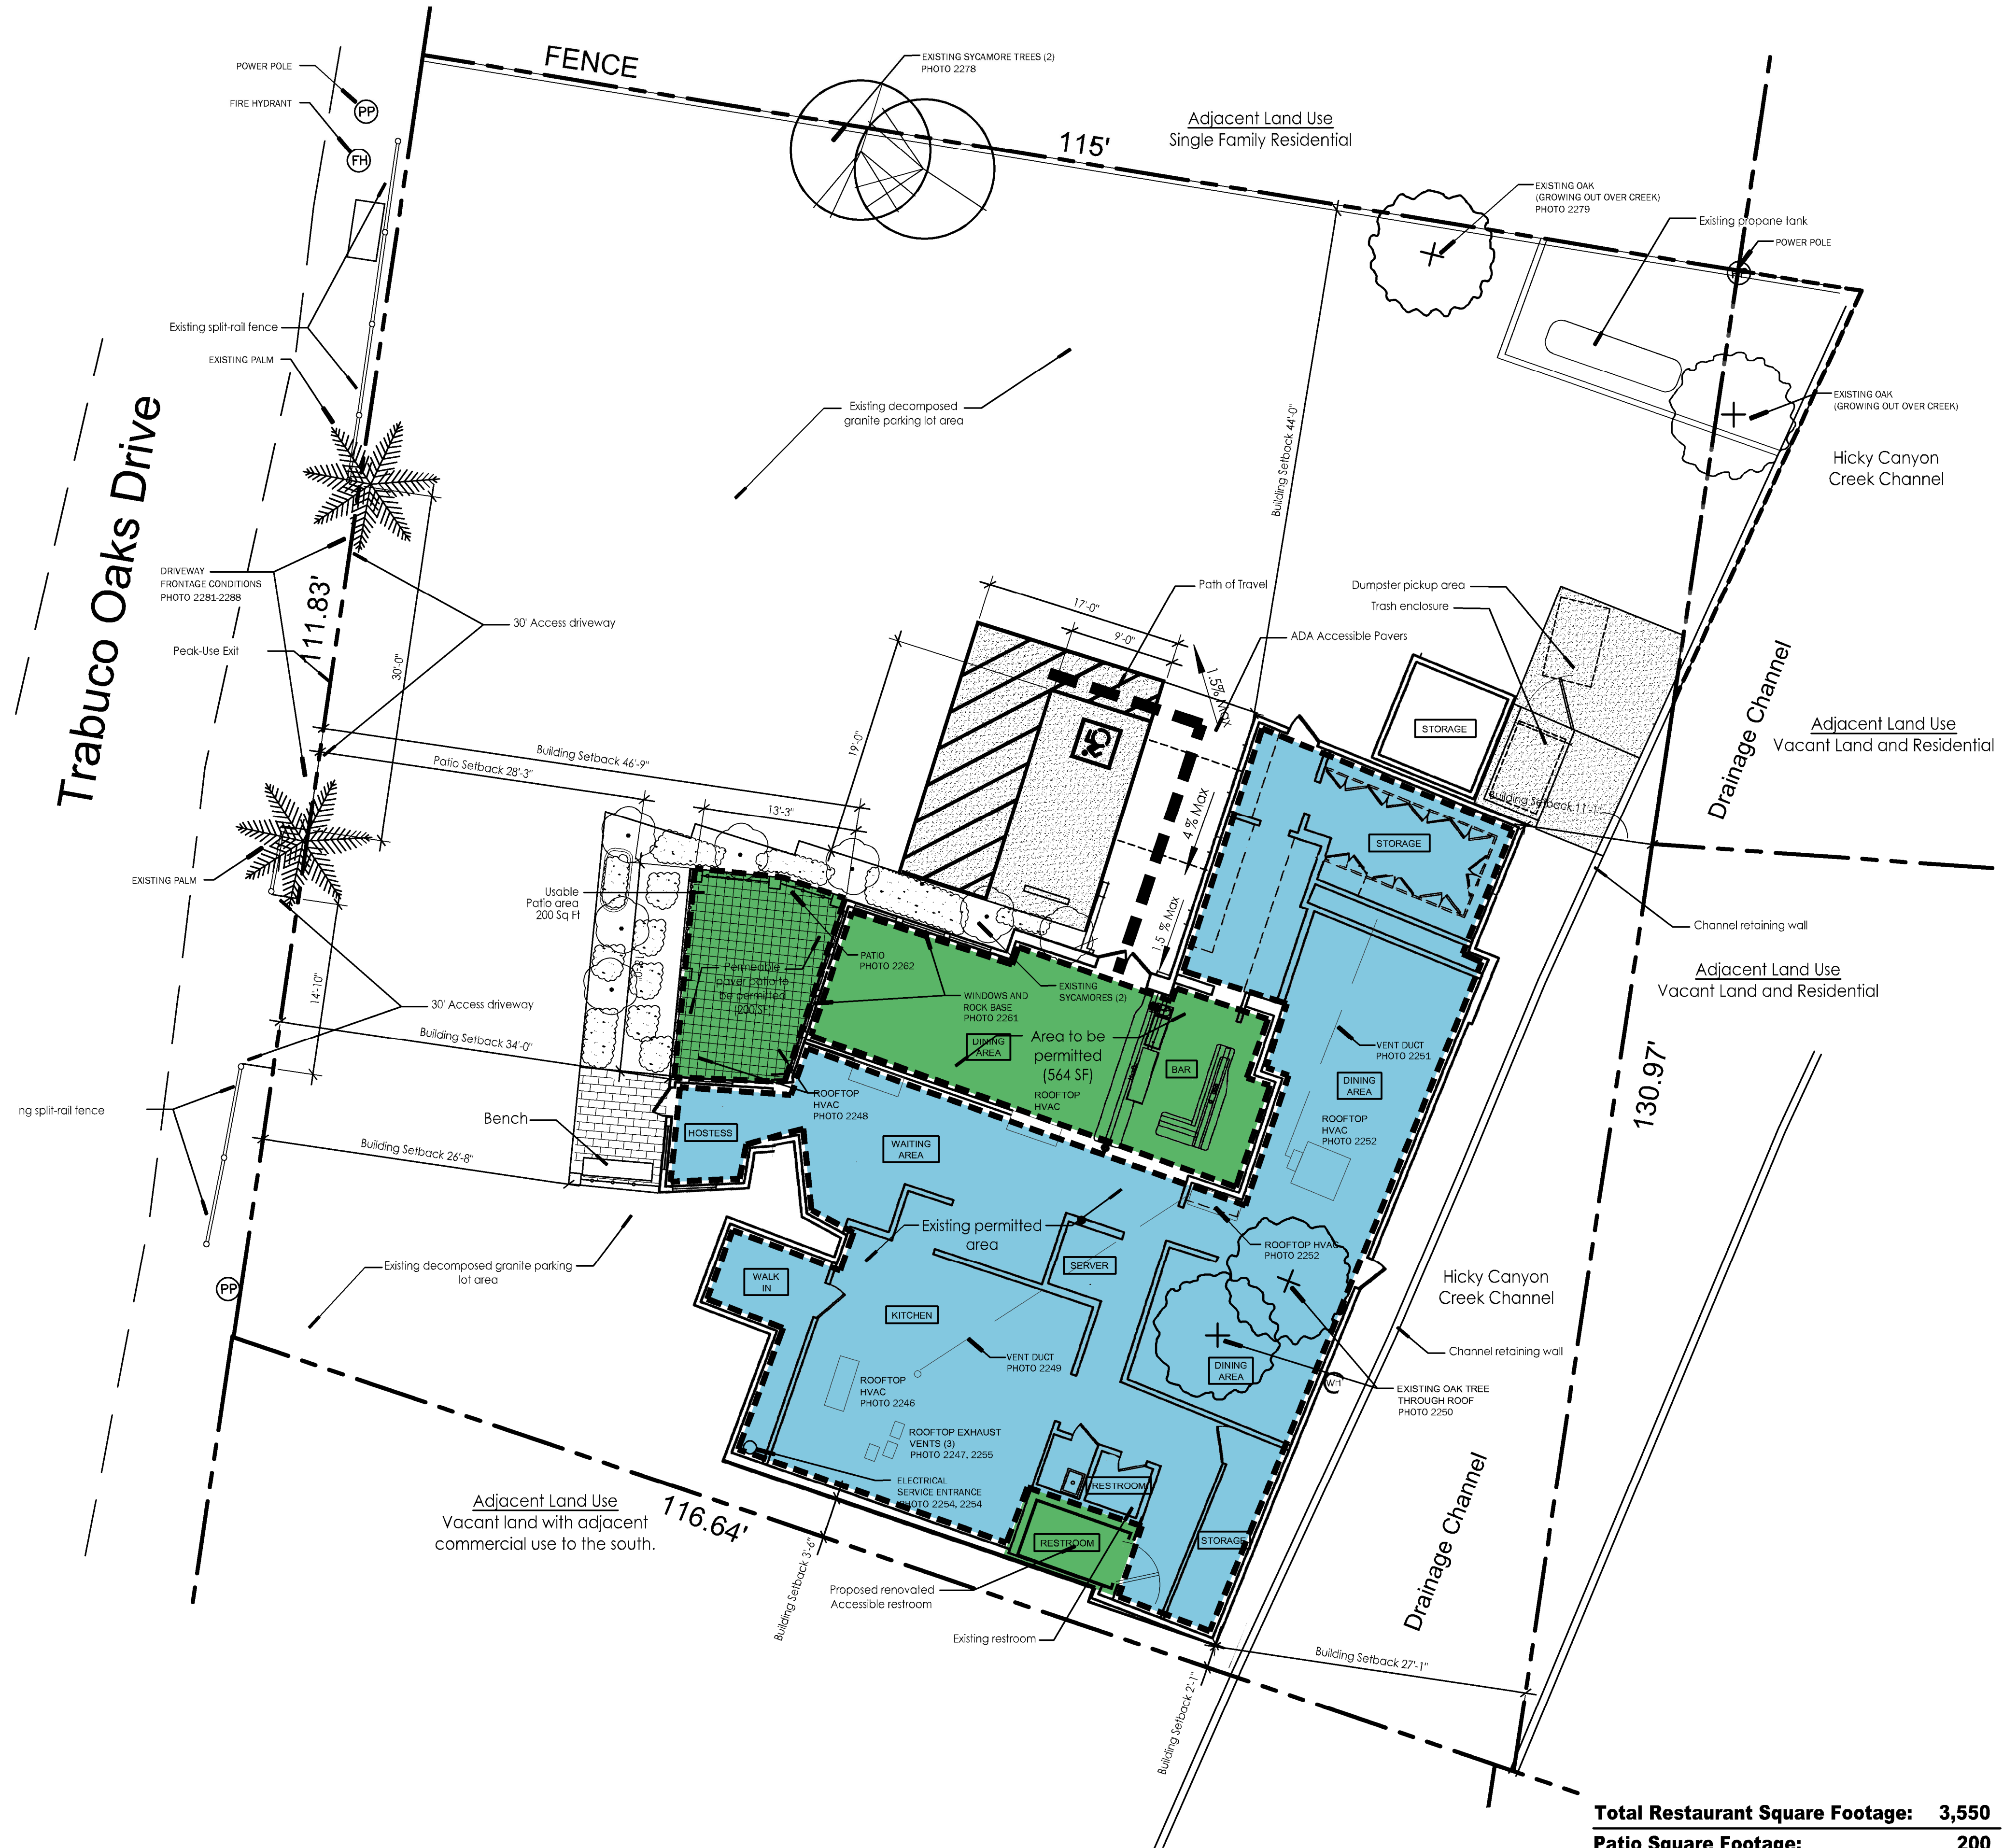 FENCE
EXISTING SYCAMORE TREES (2)
PHOTO 2278
POWER POLE
PP
FIRE HYDRANT
FH
Adjacent Land Use
Single Family Residential
115'
EXISTING OAK
(GROWING OUT OVER CREEK)
PHOTO 2279
Existing propane tank
POWER POLE
Existing split-rail fence
EXISTING PALM
Existing decomposed
granite parking lot area
Building Setback 44'-0"
EXISTING OAK
(GROWING OUT OVER CREEK)
Hicky Canyon
Creek Channel
Trabuco Oaks Drive
DRIVEWAY
FRONTAGE CONDITIONS
PHOTO 2281-2288
111.83'
Peak-Use Exit
30' Access driveway
30'-0"
Path of Travel
17'-0"
9'-0"
ADA Accessible Pavers
1.5% Max
Dumpster pickup area
Trash enclosure
STORAGE
Drainage Channel
Adjacent Land Use
Vacant Land and Residential
Building Setback 46'-9"
Patio Setback 28'-3"
19'-0"
13'-3"
4 % Max
Building Setback 11'-1"
STORAGE
EXISTING PALM
Usable
Patio area
200 Sq Ft
1.5 % Max
Channel retaining wall
PATIO
PHOTO 2262
Permeable
paver patio to
be permitted
(200 SF)
14'-10"
30' Access driveway
WINDOWS AND
ROCK BASE
PHOTO 2261
EXISTING
SYCAMORES (2)
Adjacent Land Use
Vacant Land and Residential
Building Setback 34'-0"
DINING
AREA
Area to be
permitted
(564 SF)
BAR
VENT DUCT
PHOTO 2251
DINING
AREA
130.97'
ng split-rail fence
Bench
ROOFTOP
HVAC
PHOTO 2248
ROOFTOP
HVAC
ROOFTOP
HVAC
PHOTO 2252
HOSTESS
WAITING
AREA
Building Setback 26'-8"
Existing permitted
area
ROOFTOP HVAC
PHOTO 2252
SERVER
Existing decomposed granite parking
lot area
WALK
IN
PP
KITCHEN
Hicky Canyon
Creek Channel
VENT DUCT
PHOTO 2249
DINING
AREA
Channel retaining wall
ROOFTOP
HVAC
PHOTO 2246
EXISTING OAK TREE
THROUGH ROOF
PHOTO 2250
ROOFTOP EXHAUST
VENTS (3)
PHOTO 2247, 2255
ELECTRICAL
SERVICE ENTRANCE
PHOTO 2254, 2254
RESTROOM
Adjacent Land Use
Vacant land with adjacent
commercial use to the south.
116.64'
Building Setback 3'-6"
RESTROOM
STORAGE
Drainage Channel
Proposed renovated
Accessible restroom
Existing restroom
Building Setback 27'-1"
Building Setback 2'-1"
Total Restaurant Square Footage: 3,550
Patio Square Footage: 200